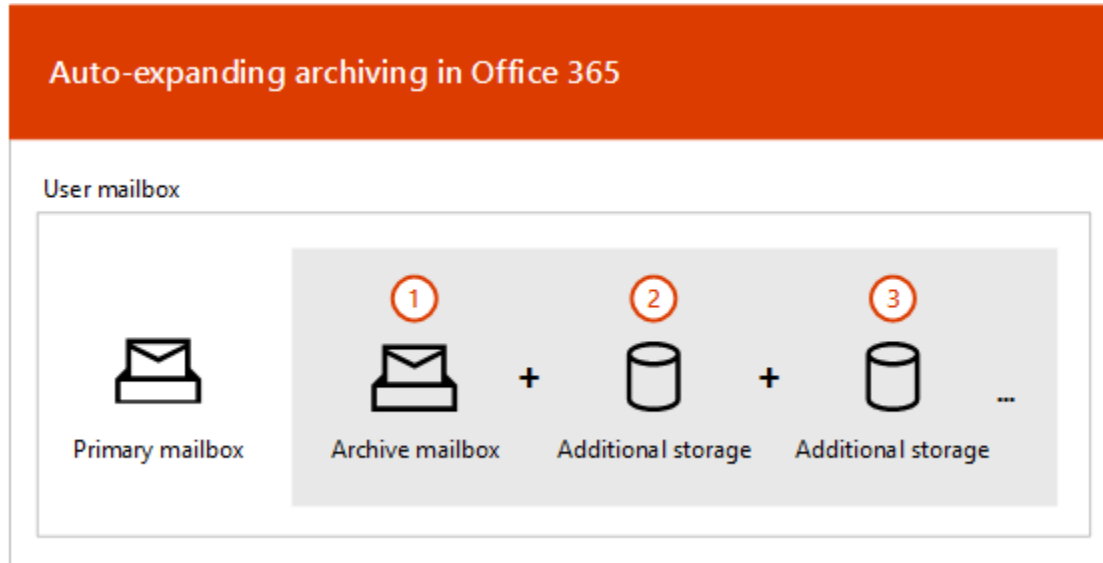 Auto-expanding archiving in Office 365
User mailbox
1 2 3
+ + ...
Primary mailbox Archive mailbox Additional storage Additional storage